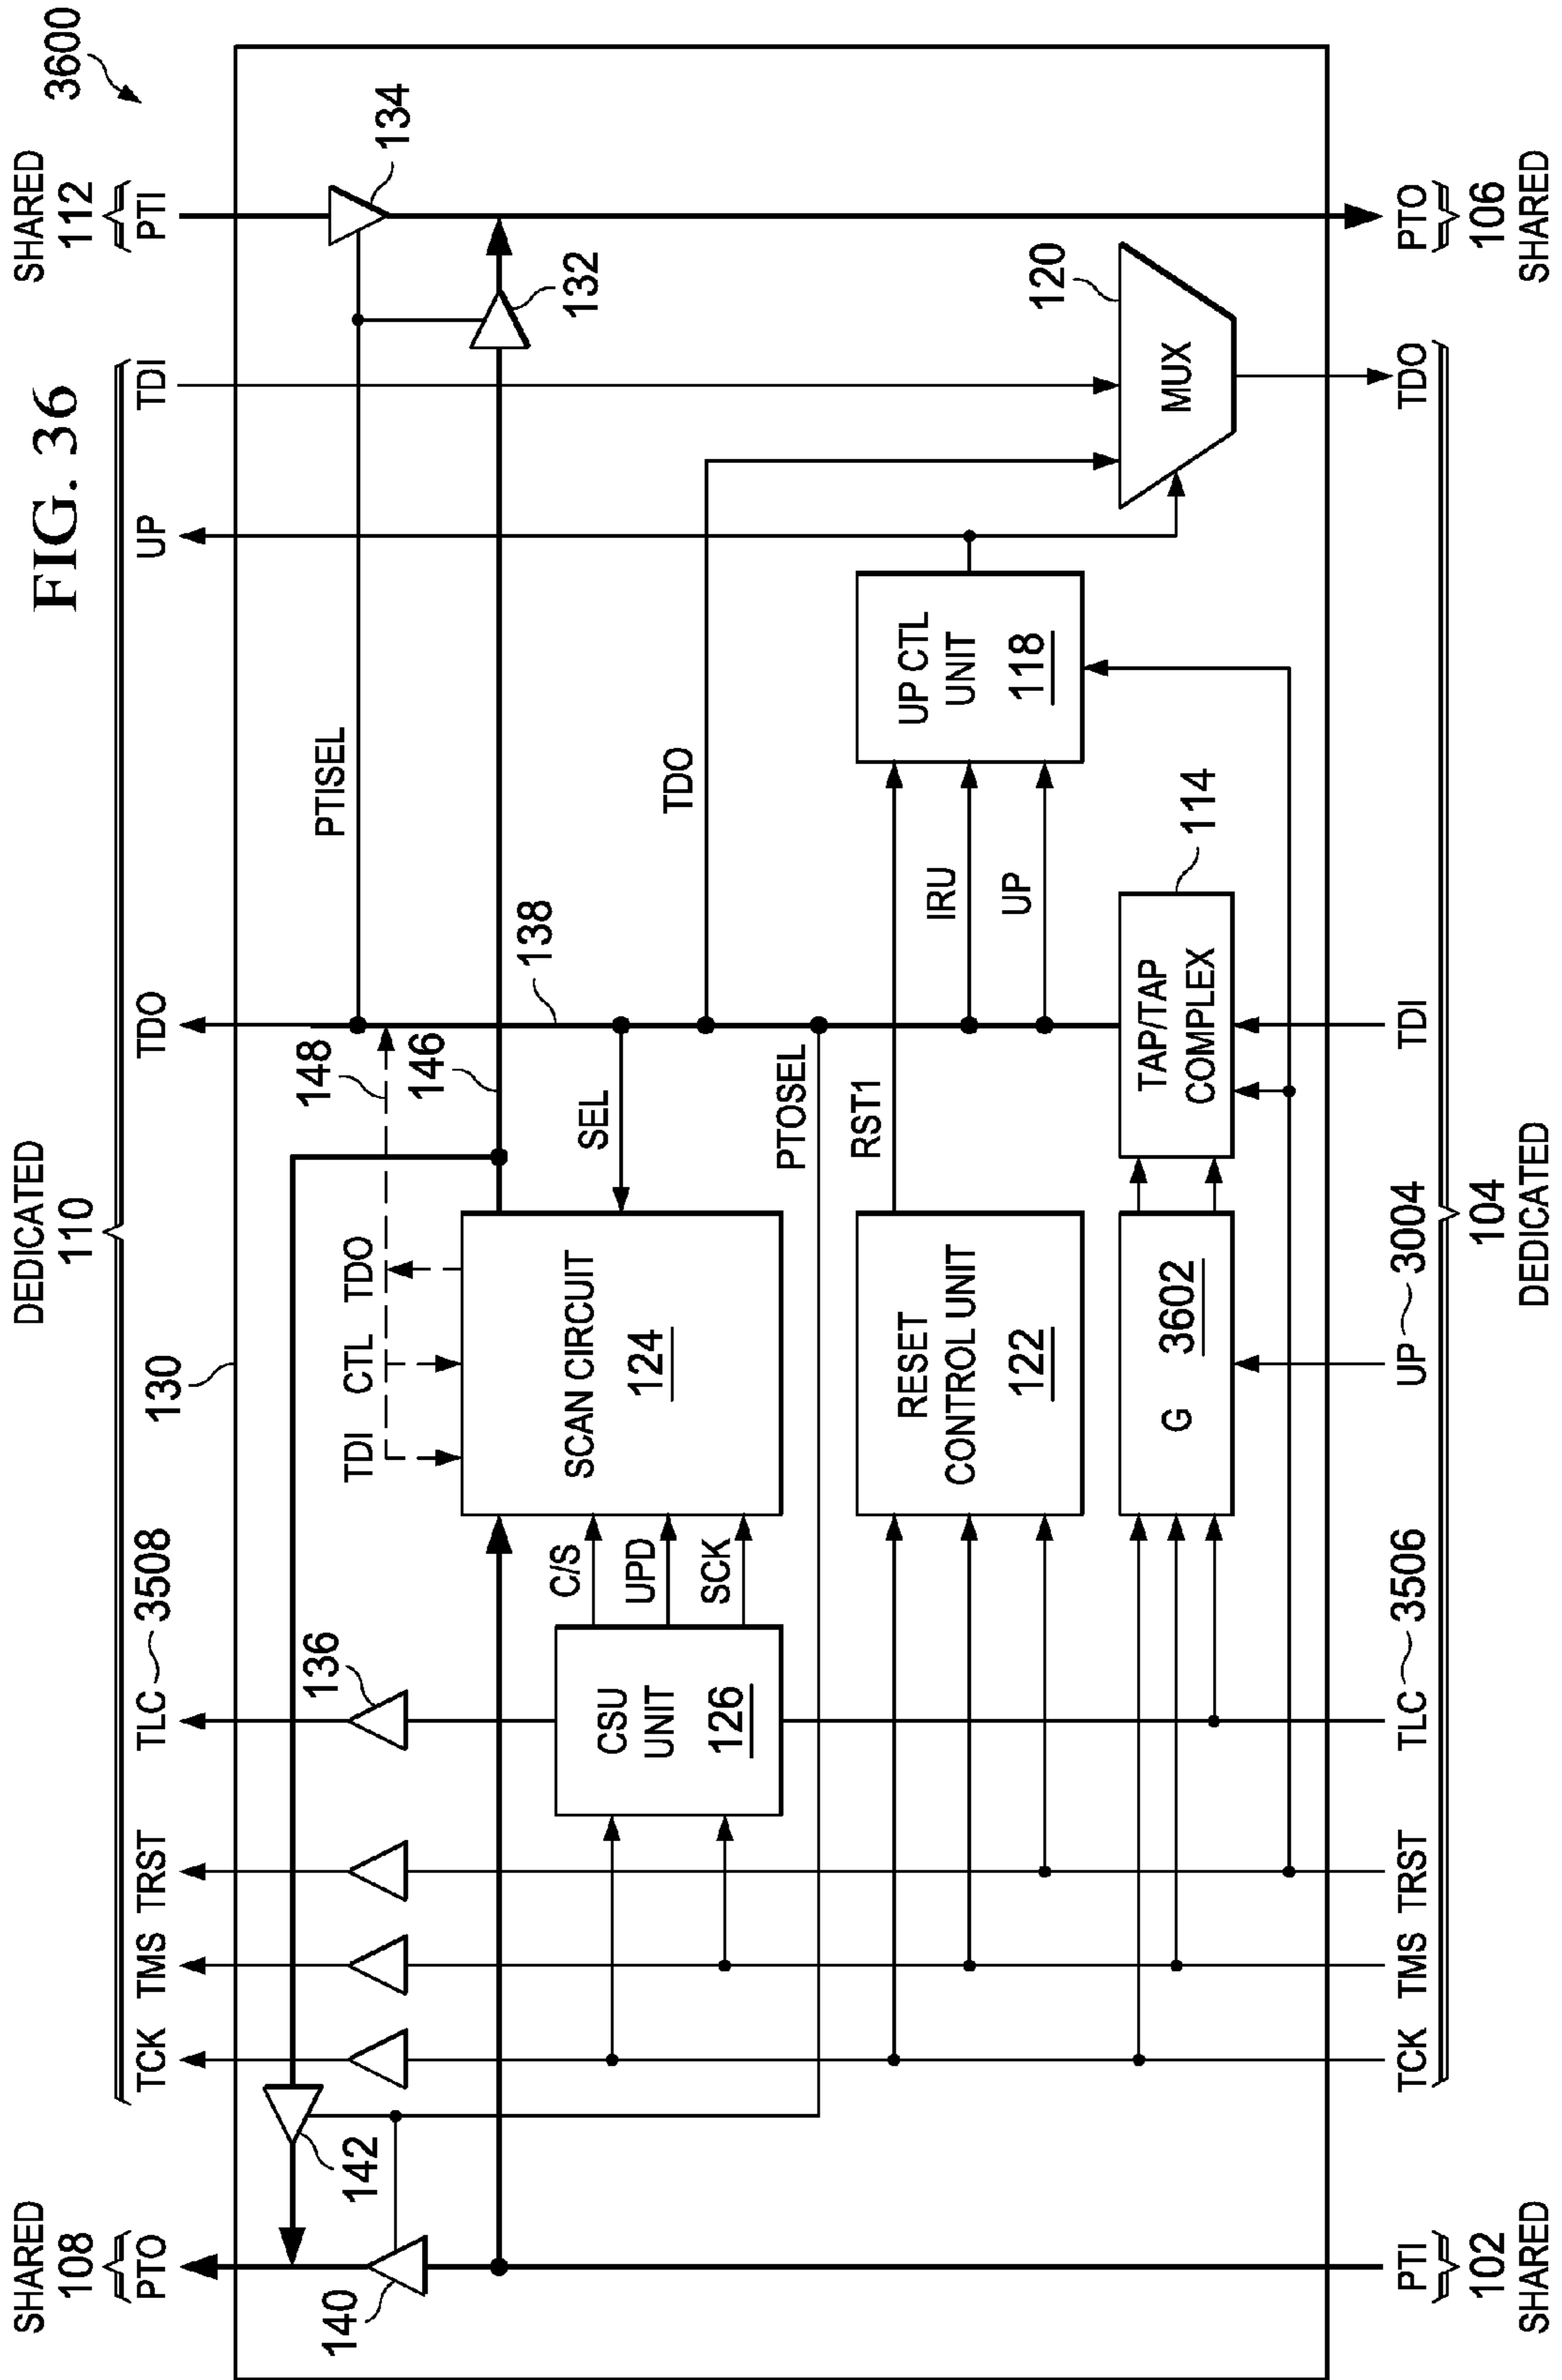 FIG. 36
3600
SHARED
108
PTO
DEDICATED
110
TCK
TMS
TRST
TLC
3508
TDO
UP
TDI
SHARED
112
PTI
130
142
140
136
148
146
138
PTISEL
134
132
TDI
CTL
TDO
SCAN CIRCUIT
124
C/S
UPD
SCK
CSU
UNIT
126
SEL
TDO
PTOSEL
RST1
RESET
CONTROL UNIT
122
IRU
UP
UP CTL
UNIT
118
120
MUX
G
3602
TAP/TAP
COMPLEX
114
PTI
102
SHARED
TCK
TMS
TRST
TLC
3506
UP
3004
TDI
TDO
104
DEDICATED
PTO
106
SHARED